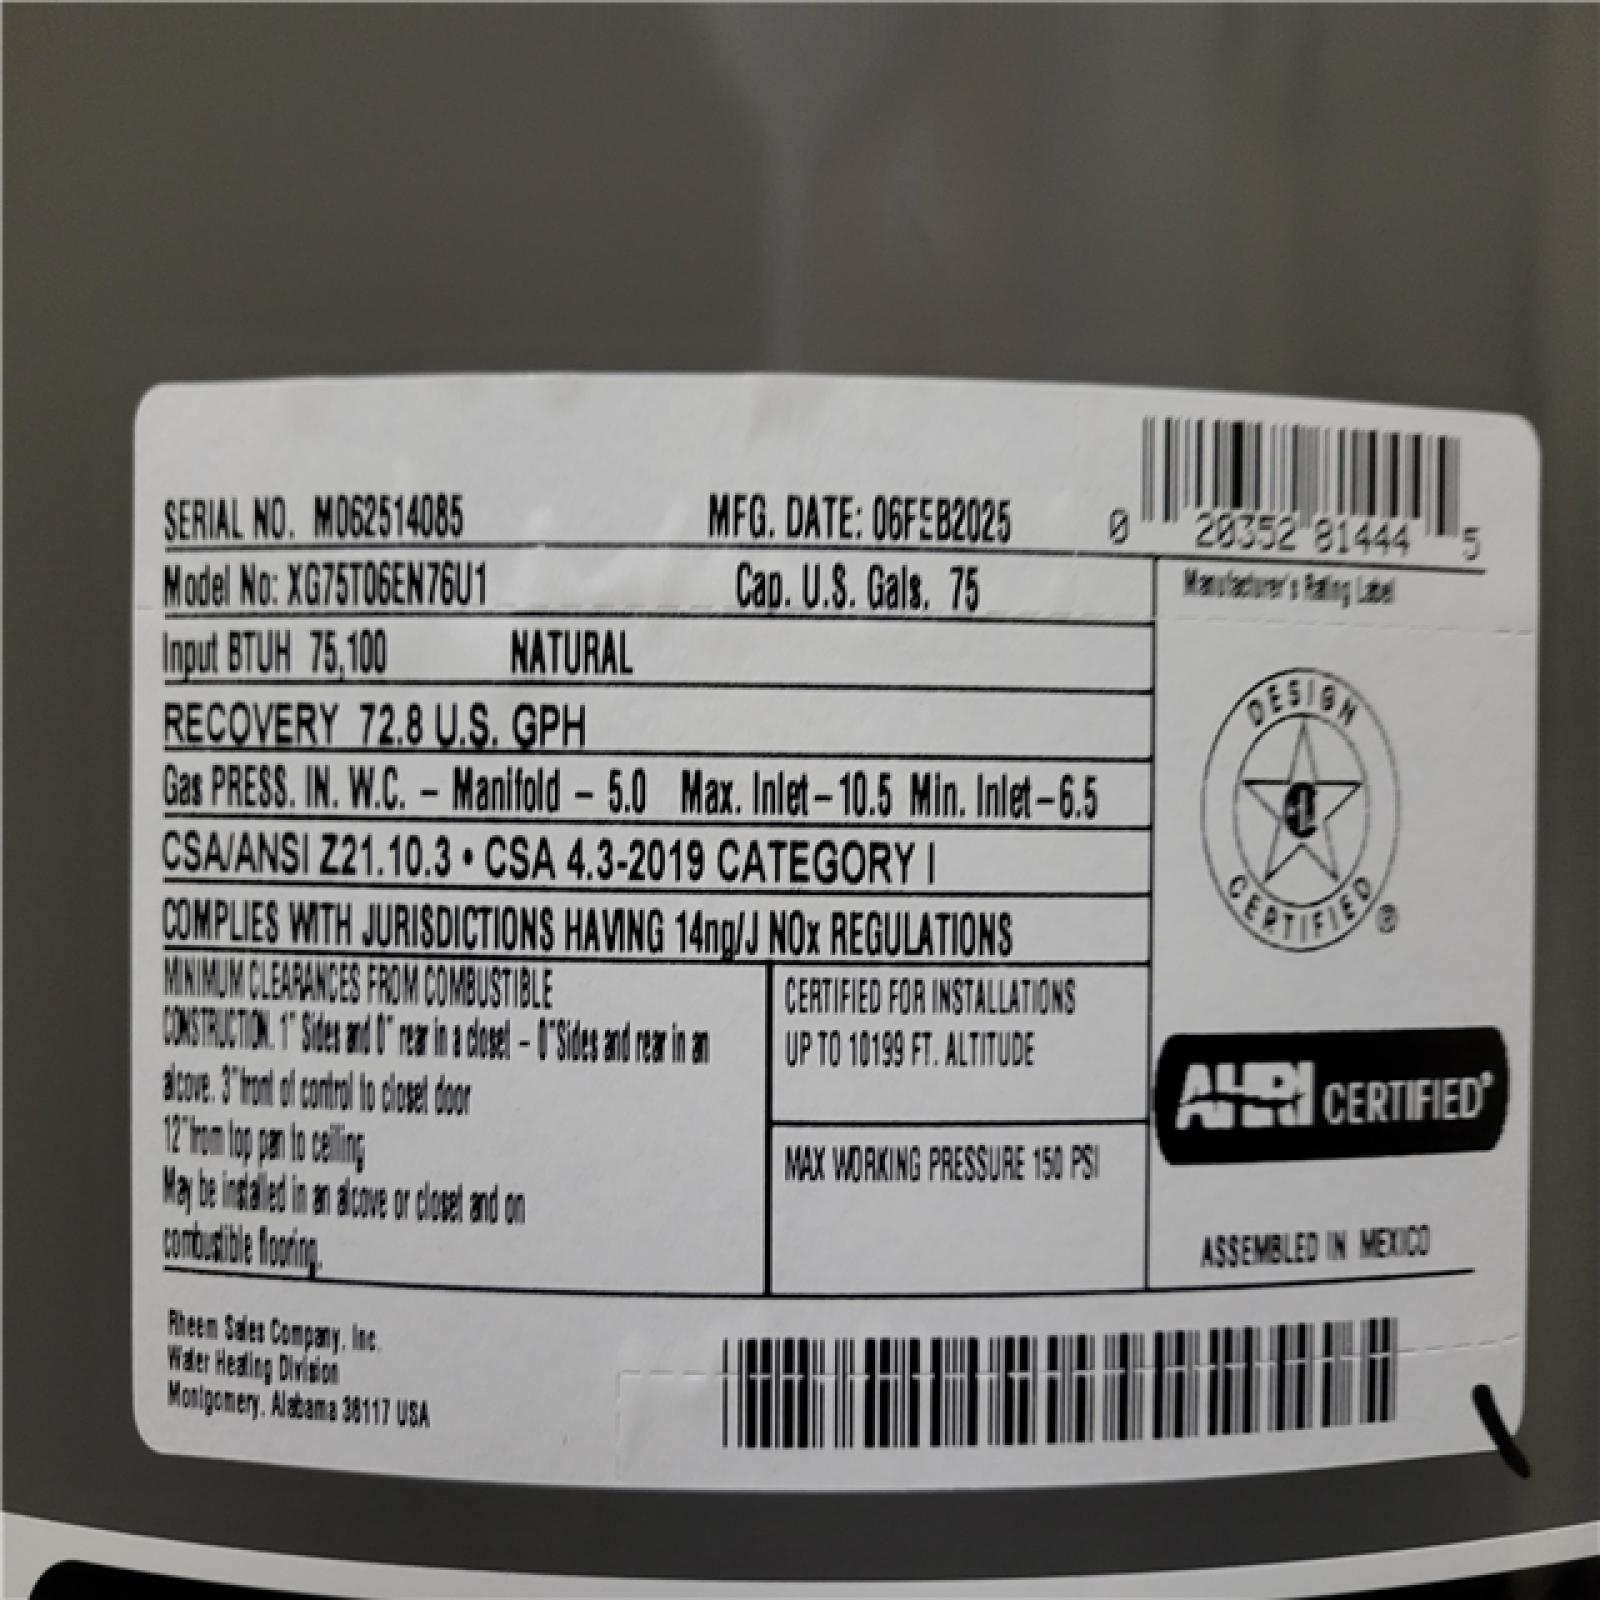 SERIAL NO. M062514085 MFG. DATE: 06FEB2025
0 20352 81444 5
Model No: XG75T06EN76U1 Cap. U.S. Gals. 75
Manufacturer's Rating Label
Input BTUH 75,100 NATURAL
RECOVERY 72.8 U.S. GPH
Gas PRESS. IN. W.C. – Manifold – 5.0 Max. Inlet–10.5 Min. Inlet–6.5
CSA/ANSI Z21.10.3 • CSA 4.3-2019 CATEGORY I
COMPLIES WITH JURISDICTIONS HAVING 14ng/J NOx REGULATIONS
MINIMUM CLEARANCES FROM COMBUSTIBLE
CONSTRUCTION. 1" Sides and 0" rear in a closet – 0"Sides and rear in an
alcove. 3"front of control to closet door
12"from top pan to ceiling
May be installed in an alcove or closet and on
combustible flooring.
CERTIFIED FOR INSTALLATIONS
UP TO 10199 FT. ALTITUDE
MAX WORKING PRESSURE 150 PSI
DESIGN
CERTIFIED ®
AHRI CERTIFIED®
ASSEMBLED IN MEXICO
Rheem Sales Company, Inc.
Water Heating Division
Montgomery, Alabama 36117 USA